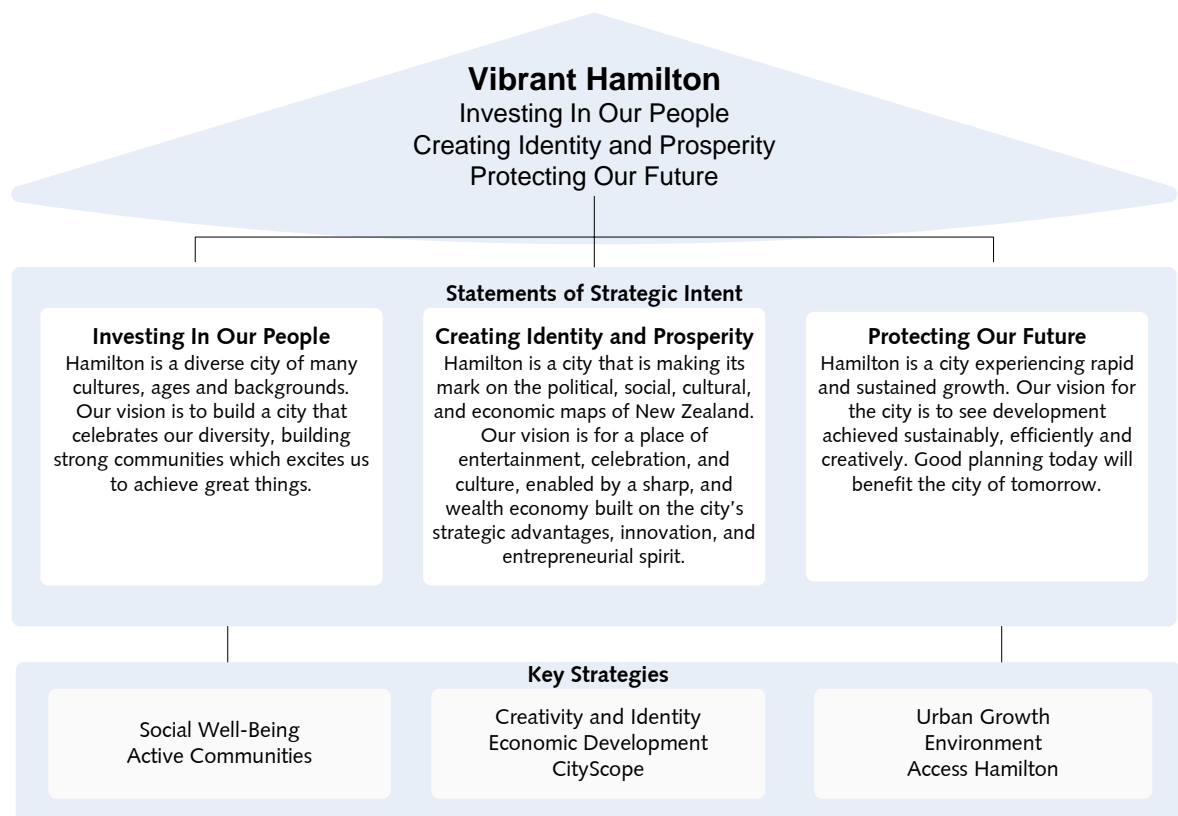 Vibrant Hamilton
Investing In Our People
Creating Identity and Prosperity
Protecting Our Future
Statements of Strategic Intent
Investing In Our People
Hamilton is a diverse city of many
cultures, ages and backgrounds.
Our vision is to build a city that
celebrates our diversity, building
strong communities which excites us
to achieve great things.
Creating Identity and Prosperity
Hamilton is a city that is making its
mark on the political, social, cultural,
and economic maps of New Zealand.
Our vision is for a place of
entertainment, celebration, and
culture, enabled by a sharp, and
wealth economy built on the city's
strategic advantages, innovation, and
entrepreneurial spirit.
Protecting Our Future
Hamilton is a city experiencing rapid
and sustained growth. Our vision for
the city is to see development
achieved sustainably, efficiently and
creatively. Good planning today will
benefit the city of tomorrow.
Key Strategies
Social Well-Being
Active Communities
Creativity and Identity
Economic Development
CityScope
Urban Growth
Environment
Access Hamilton